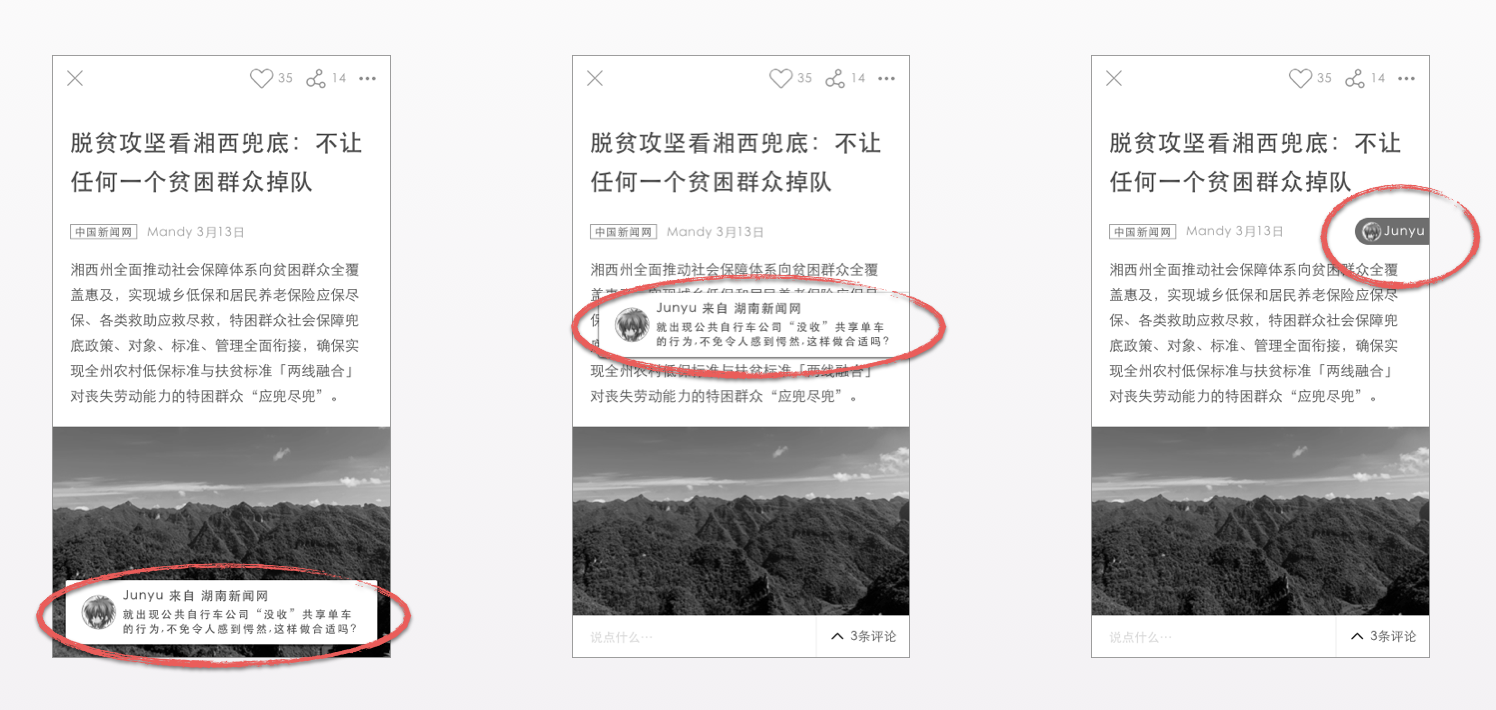 35 14
脱贫攻坚看湘西兜底：不让
任何一个贫困群众掉队
中国新闻网 Mandy 3月13日
湘西州全面推动社会保障体系向贫困群众全覆
盖惠及，实现城乡低保和居民养老保险应保尽
保、各类救助应救尽救，特困群众社会保障兜
底政策、对象、标准、管理全面衔接，确保实
现全州农村低保标准与扶贫标准「两线融合」
对丧失劳动能力的特困群众“应兜尽兜”。
Junyu 来自 湖南新闻网
就出现公共自行车公司“没收”共享单车
的行为,不免令人感到愕然,这样做合适吗?
35 14
脱贫攻坚看湘西兜底：不让
任何一个贫困群众掉队
中国新闻网 Mandy 3月13日
湘西州全面推动社会保障体系向贫困群众全覆
Junyu 来自 湖南新闻网
就出现公共自行车公司“没收”共享单车
的行为,不免令人感到愕然,这样做合适吗?
现全州农村低保标准与扶贫标准「两线融合」
对丧失劳动能力的特困群众“应兜尽兜”。
说点什么… 3条评论
35 14
脱贫攻坚看湘西兜底：不让
任何一个贫困群众掉队
中国新闻网 Mandy 3月13日 Junyu
湘西州全面推动社会保障体系向贫困群众全覆
盖惠及，实现城乡低保和居民养老保险应保尽
保、各类救助应救尽救，特困群众社会保障兜
底政策、对象、标准、管理全面衔接，确保实
现全州农村低保标准与扶贫标准「两线融合」
对丧失劳动能力的特困群众“应兜尽兜”。
说点什么… 3条评论